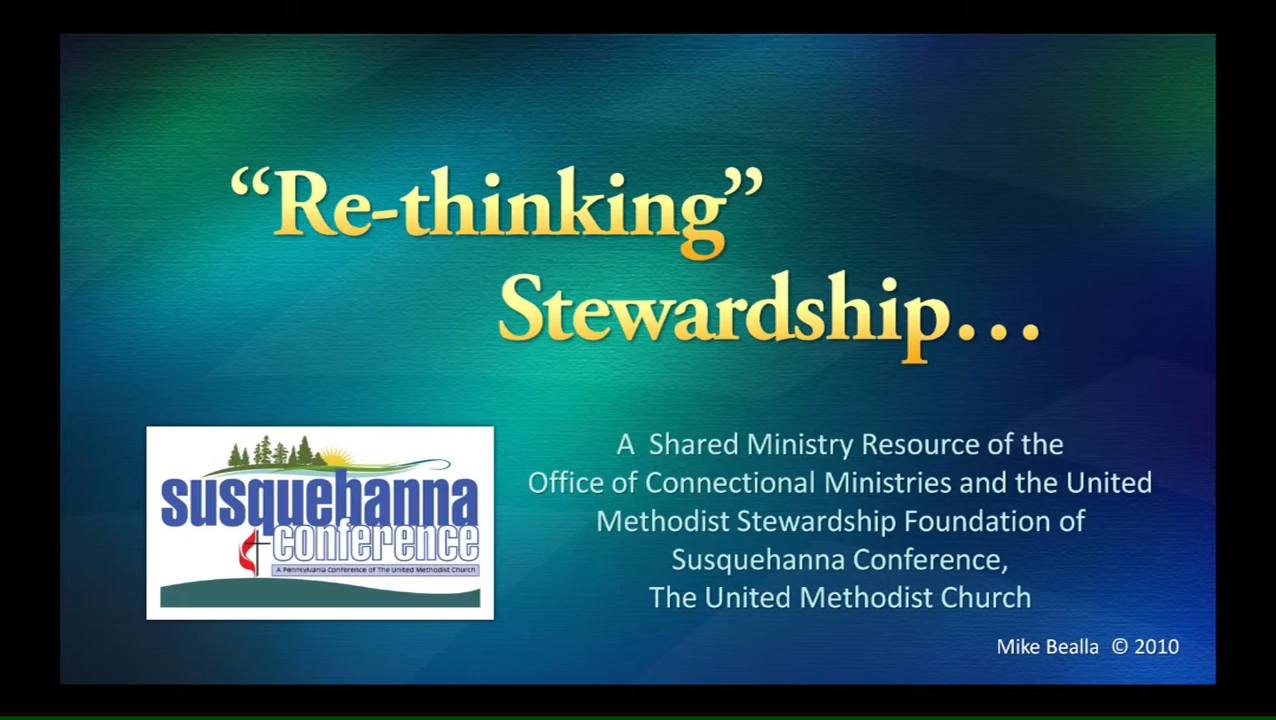 “Re-thinking”
Stewardship…
susquehanna
conference
A Pennsylvania Conference of The United Methodist Church
A Shared Ministry Resource of the
Office of Connectional Ministries and the United
Methodist Stewardship Foundation of
Susquehanna Conference,
The United Methodist Church
Mike Bealla © 2010